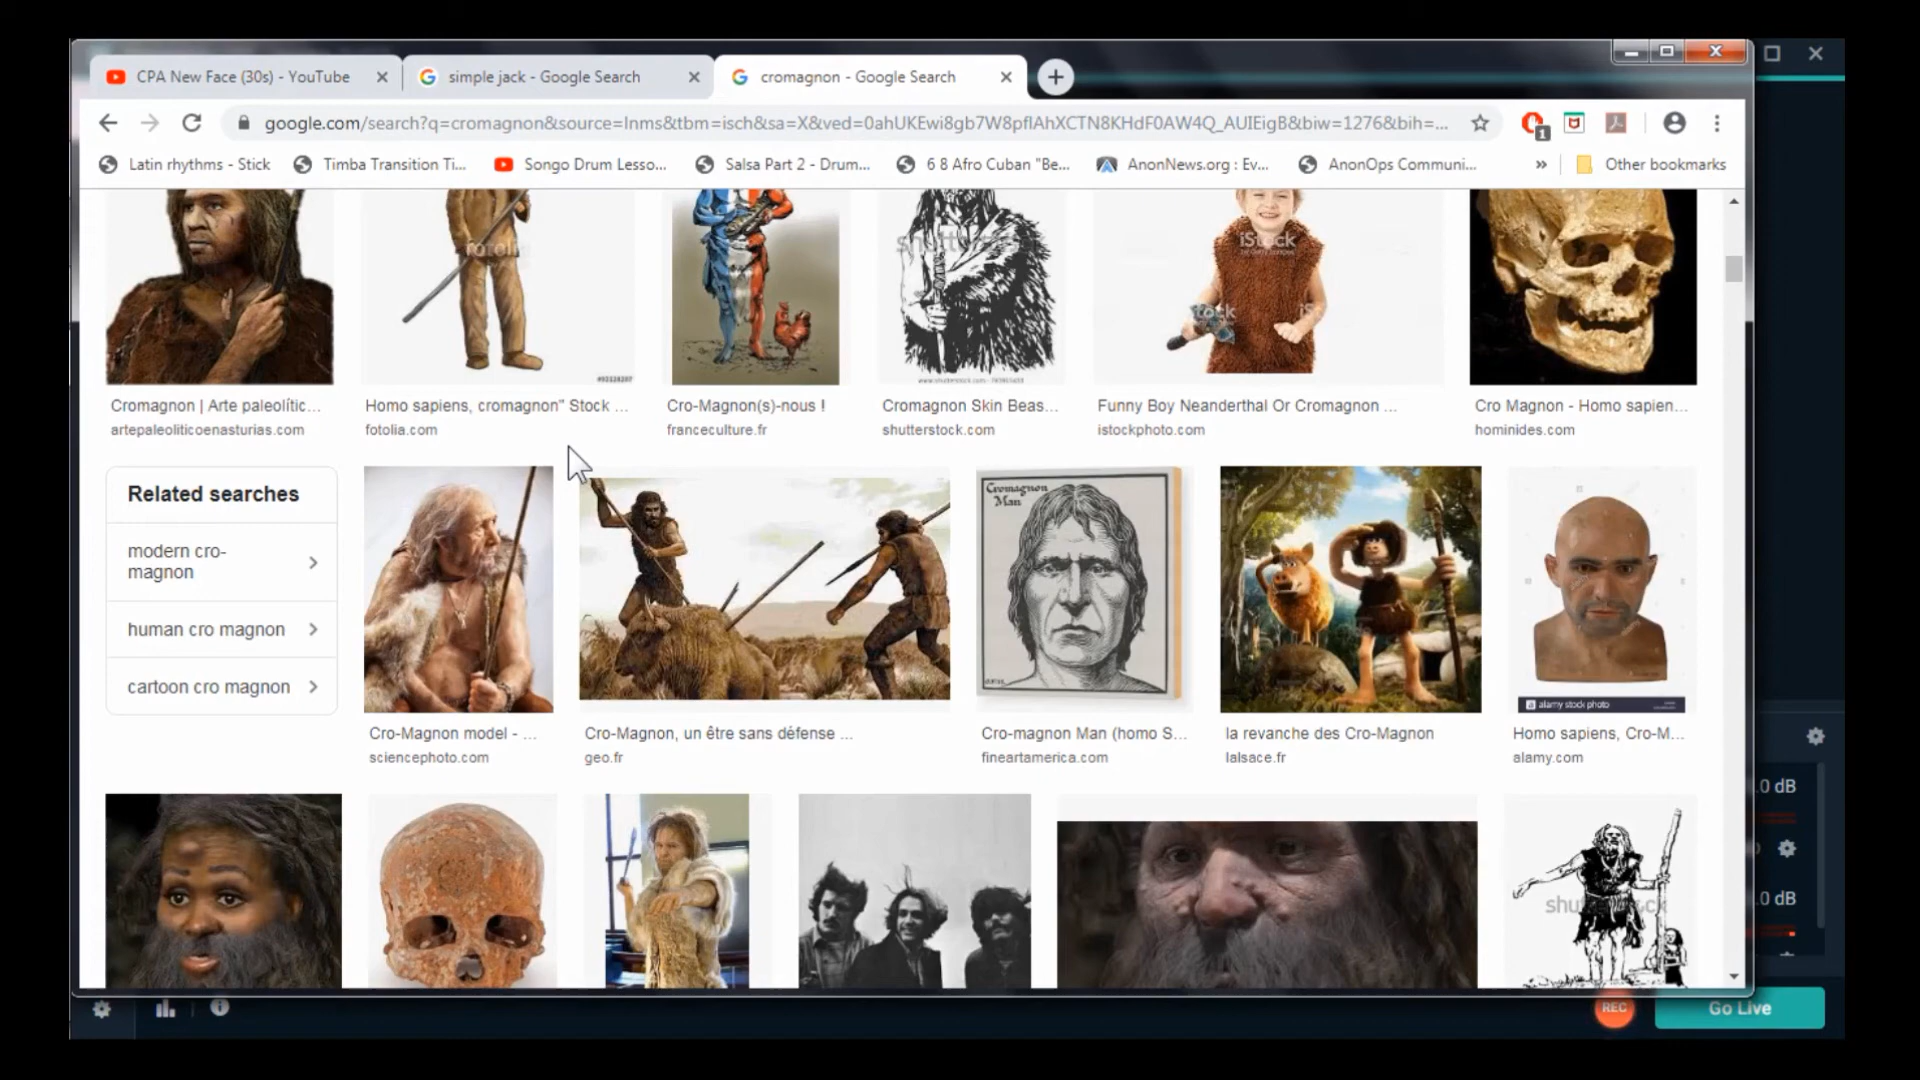 CPA New Face (30s) - YouTube
simple jack - Google Search
cromagnon - Google Search
google.com/search?q=cromagnon&source=lnms&tbm=isch&sa=X&ved=0ahUKEwi8gb7W8pflAhXCTN8KHdF0AW4Q_AUIEigB&biw=1276&bih=...
1
Latin rhythms - Stick
Timba Transition Ti...
Songo Drum Lesso...
Salsa Part 2 - Drum...
6 8 Afro Cuban "Be...
AnonNews.org : Ev...
AnonOps Communi...
»
Other bookmarks
fotolia
iStock
Cromagnon | Arte paleolític...
artepaleoliticoenasturias.com
Homo sapiens, cromagnon" Stock ...
fotolia.com
Cro-Magnon(s)-nous !
franceculture.fr
Cromagnon Skin Beas...
shutterstock.com
Funny Boy Neanderthal Or Cromagnon ...
istockphoto.com
Cro Magnon - Homo sapien...
hominides.com
Related searches
modern cro-
magnon
human cro magnon
cartoon cro magnon
Cromagnon
Man
alamy stock photo
Cro-Magnon model - ...
sciencephoto.com
Cro-Magnon, un être sans défense ...
geo.fr
Cro-magnon Man (homo S...
fineartamerica.com
la revanche des Cro-Magnon
lalsace.fr
Homo sapiens, Cro-M...
alamy.com
.0 dB
.0 dB
REC
Go Live